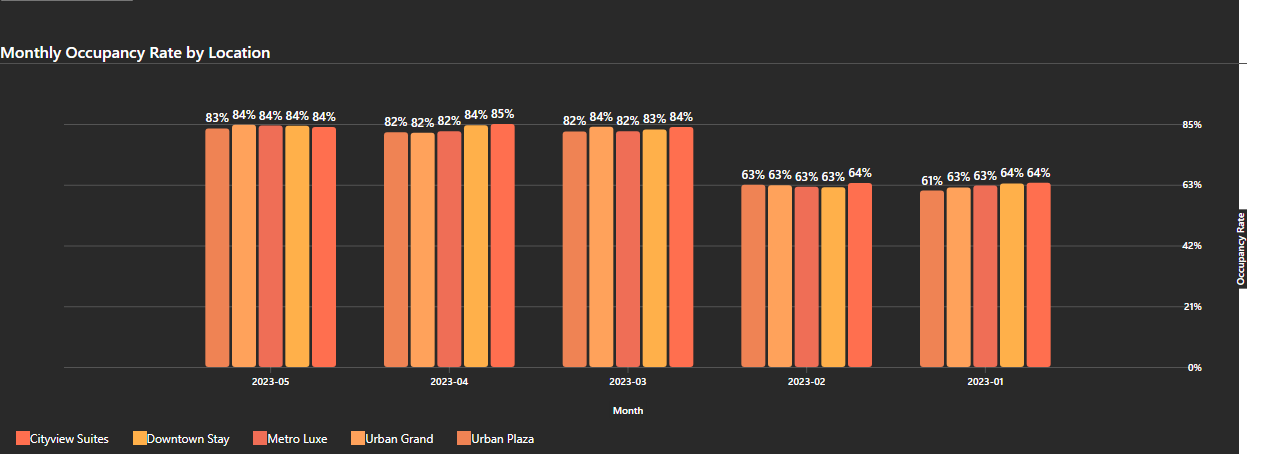 Monthly Occupancy Rate by Location
83% 84% 84% 84% 84% 82% 82% 82% 84% 85% 82% 84% 82% 83% 84% 63% 63% 63% 63% 64% 61% 63% 63% 64% 64%
85%
63%
42%
21%
0%
Occupancy Rate
2023-05 2023-04 2023-03 2023-02 2023-01
Month
Cityview Suites Downtown Stay Metro Luxe Urban Grand Urban Plaza